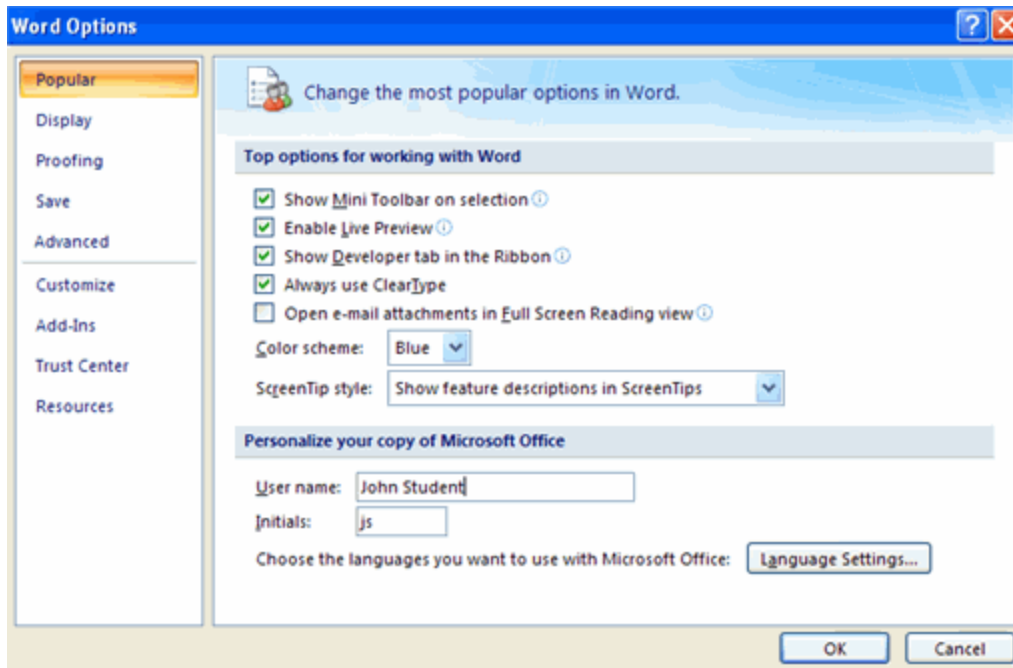 Word Options
Popular
Display
Proofing
Save
Advanced
Customize
Add-Ins
Trust Center
Resources
Change the most popular options in Word.
Top options for working with Word
Show Mini Toolbar on selection
Enable Live Preview
Show Developer tab in the Ribbon
Always use ClearType
Open e-mail attachments in Full Screen Reading view
Color scheme: Blue
ScreenTip style: Show feature descriptions in ScreenTips
Personalize your copy of Microsoft Office
User name: John Student
Initials: js
Choose the languages you want to use with Microsoft Office: Language Settings...
OK Cancel